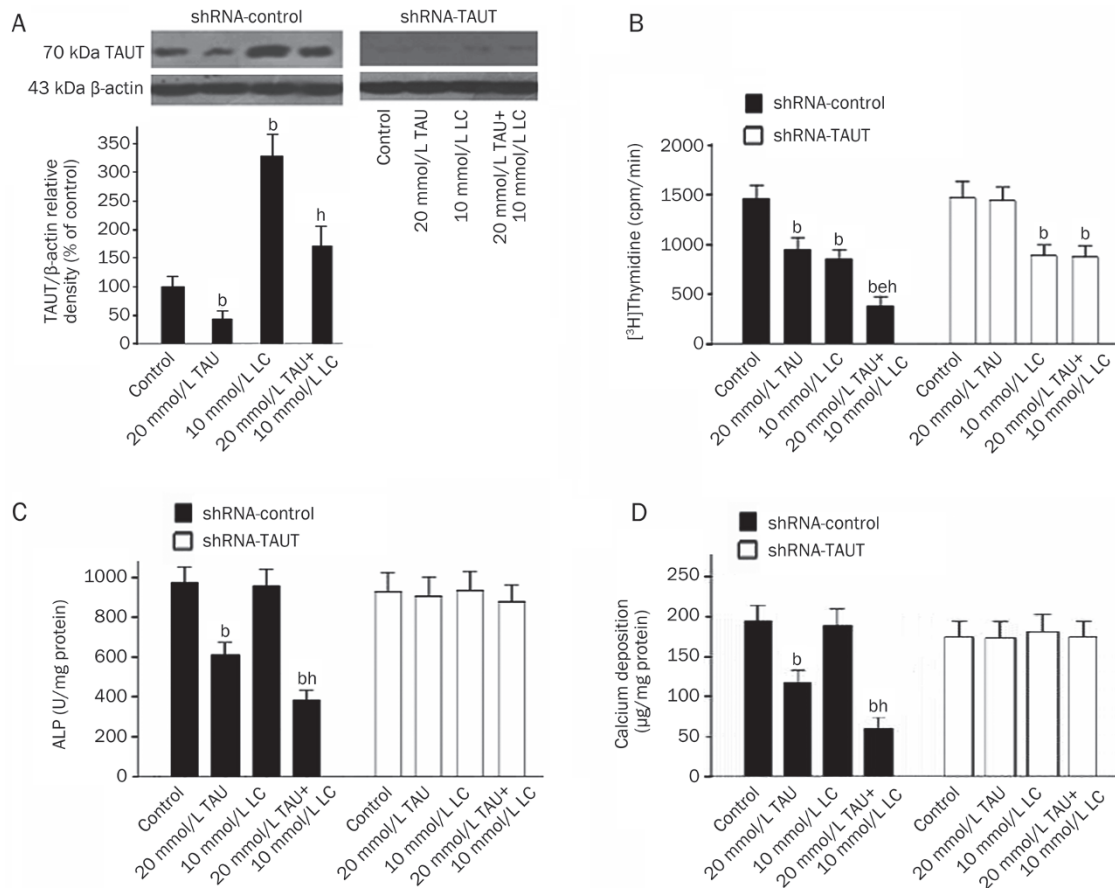 A
shRNA-control
shRNA-TAUT
70 kDa TAUT
43 kDa β-actin
Control
20 mmol/L TAU
10 mmol/L LC
20 mmol/L TAU+
10 mmol/L LC
TAUT/β-actin relative
density (% of control)
350
300
250
200
150
100
50
0
b
b
h
Control
20 mmol/L TAU
10 mmol/L LC
20 mmol/L TAU+
10 mmol/L LC
B
shRNA-control
shRNA-TAUT
[³H]Thymidine (cpm/min)
2000
1500
1000
500
0
b
b
beh
b
b
Control
20 mmol/L TAU
10 mmol/L LC
20 mmol/L TAU+
10 mmol/L LC
Control
20 mmol/L TAU
10 mmol/L LC
20 mmol/L TAU+
10 mmol/L LC
C
shRNA-control
shRNA-TAUT
ALP (U/mg protein)
1000
800
600
400
200
0
b
bh
Control
20 mmol/L TAU
10 mmol/L LC
20 mmol/L TAU+
10 mmol/L LC
Control
20 mmol/L TAU
10 mmol/L LC
20 mmol/L TAU+
10 mmol/L LC
D
shRNA-control
shRNA-TAUT
Calcium deposition
(μg/mg protein)
250
200
150
100
50
0
b
bh
Control
20 mmol/L TAU
10 mmol/L LC
20 mmol/L TAU+
10 mmol/L LC
Control
20 mmol/L TAU
10 mmol/L LC
20 mmol/L TAU+
10 mmol/L LC